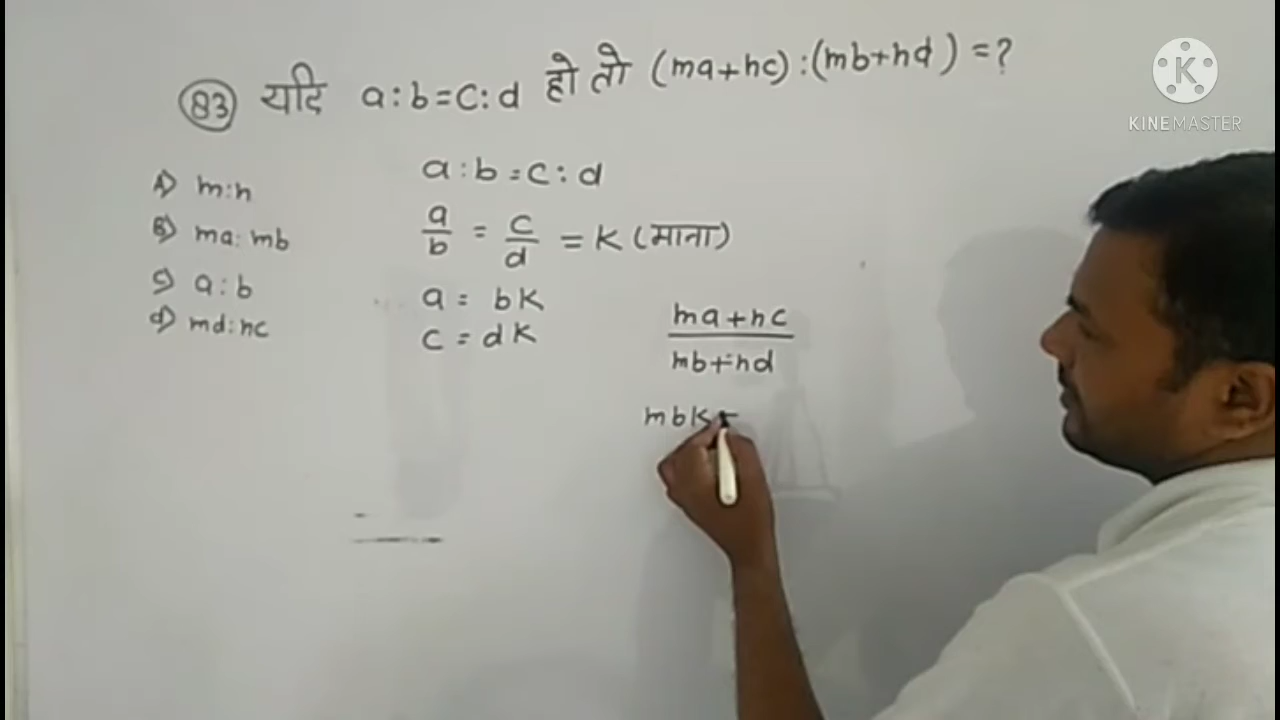 83 यदि a:b=c:d हो तो (ma+nc):(mb+nd)=?
A) m:n
B) ma:mb
C) a:b
d) md:nc
a:b=c:d
a/b = c/d = K (माना)
a = bK
c = dK
ma+nc
mb+nd
mbK+
KINEMASTER